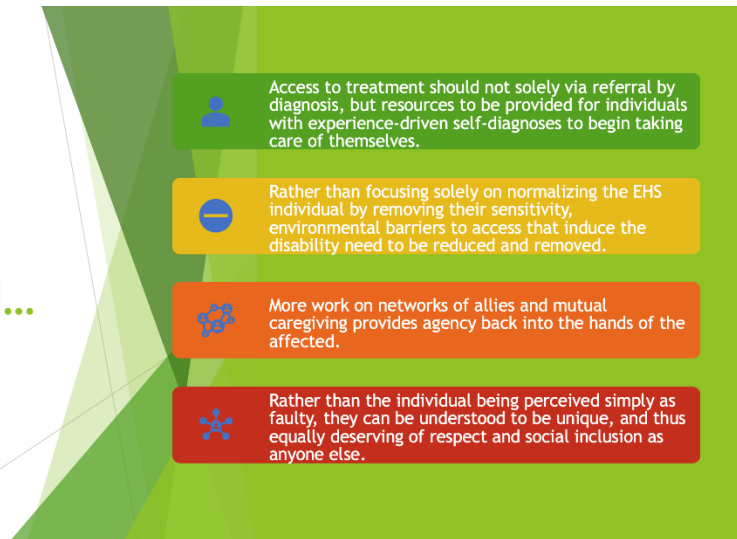 ...
Access to treatment should not solely via referral by
diagnosis, but resources to be provided for individuals
with experience-driven self-diagnoses to begin taking
care of themselves.
Rather than focusing solely on normalizing the EHS
individual by removing their sensitivity,
environmental barriers to access that induce the
disability need to be reduced and removed.
More work on networks of allies and mutual
caregiving provides agency back into the hands of the
affected.
Rather than the individual being perceived simply as
faulty, they can be understood to be unique, and thus
equally deserving of respect and social inclusion as
anyone else.